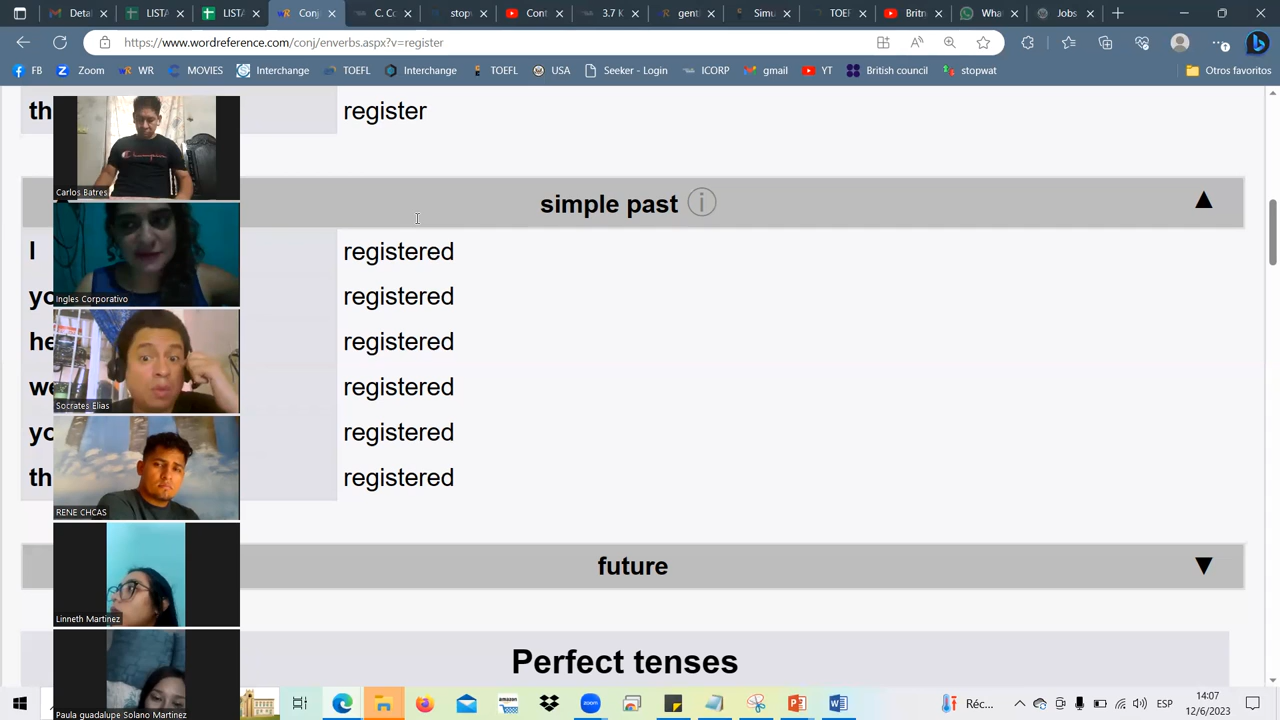 Detal
LISTA
LISTA
Conj
C. Co
stop
Cont
3.7 K
genti
Simu
TOEF
Britn
What
Jobs
https://www.wordreference.com/conj/enverbs.aspx?v=register
FB
Zoom
WR
MOVIES
Interchange
TOEFL
Interchange
TOEFL
USA
Seeker - Login
ICORP
gmail
YT
British council
stopwat
Otros favoritos
th
register
simple past
I
registered
yo
registered
he
registered
we
registered
yo
registered
th
registered
future
Perfect tenses
Carlos Batres
Ingles Corporativo
Socrates Elias
RENE CHCAS
Linneth Martinez
Paula guadalupe Solano Martinez
Réc...
ESP
14:07
12/6/2023